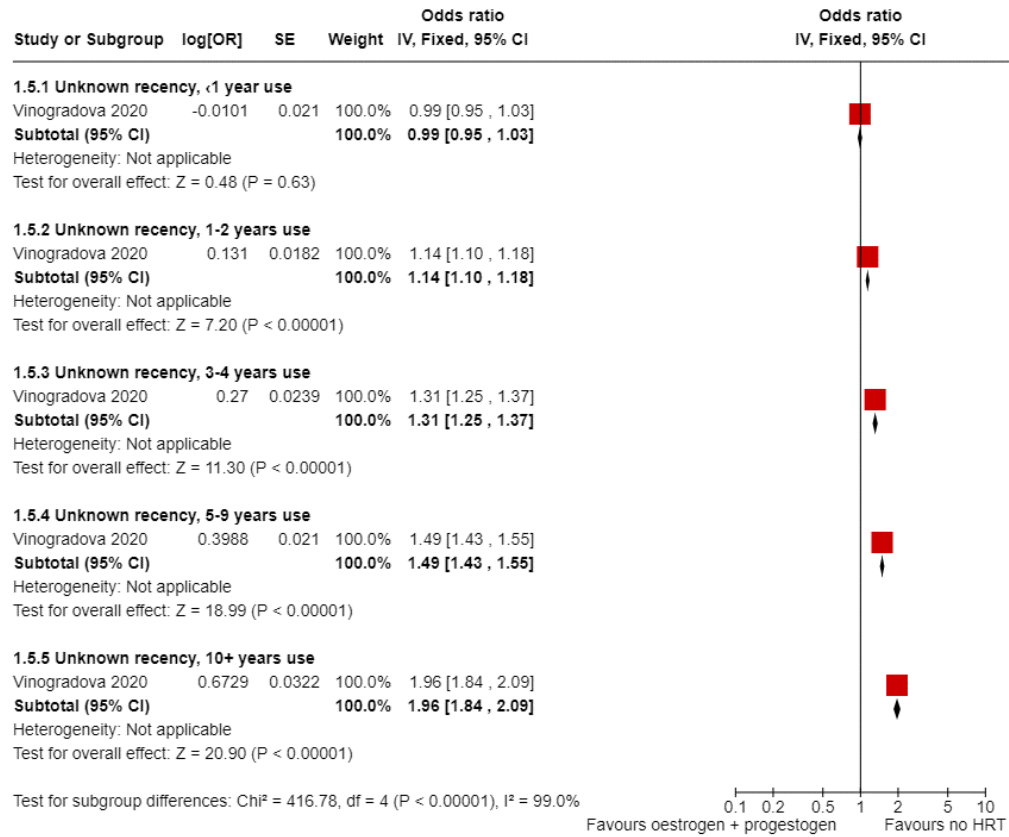 Odds ratio Odds ratio
Study or Subgroup log[OR] SE Weight IV, Fixed, 95% CI IV, Fixed, 95% CI
1.5.1 Unknown recency, <1 year use
Vinogradova 2020 -0.0101 0.021 100.0% 0.99 [0.95 , 1.03]
Subtotal (95% CI) 100.0% 0.99 [0.95 , 1.03]
Heterogeneity: Not applicable
Test for overall effect: Z = 0.48 (P = 0.63)
1.5.2 Unknown recency, 1-2 years use
Vinogradova 2020 0.131 0.0182 100.0% 1.14 [1.10 , 1.18]
Subtotal (95% CI) 100.0% 1.14 [1.10 , 1.18]
Heterogeneity: Not applicable
Test for overall effect: Z = 7.20 (P < 0.00001)
1.5.3 Unknown recency, 3-4 years use
Vinogradova 2020 0.27 0.0239 100.0% 1.31 [1.25 , 1.37]
Subtotal (95% CI) 100.0% 1.31 [1.25 , 1.37]
Heterogeneity: Not applicable
Test for overall effect: Z = 11.30 (P < 0.00001)
1.5.4 Unknown recency, 5-9 years use
Vinogradova 2020 0.3988 0.021 100.0% 1.49 [1.43 , 1.55]
Subtotal (95% CI) 100.0% 1.49 [1.43 , 1.55]
Heterogeneity: Not applicable
Test for overall effect: Z = 18.99 (P < 0.00001)
1.5.5 Unknown recency, 10+ years use
Vinogradova 2020 0.6729 0.0322 100.0% 1.96 [1.84 , 2.09]
Subtotal (95% CI) 100.0% 1.96 [1.84 , 2.09]
Heterogeneity: Not applicable
Test for overall effect: Z = 20.90 (P < 0.00001)
Test for subgroup differences: Chi² = 416.78, df = 4 (P < 0.00001), I² = 99.0%
0.1 0.2 0.5 1 2 5 10
Favours oestrogen + progestogen Favours no HRT